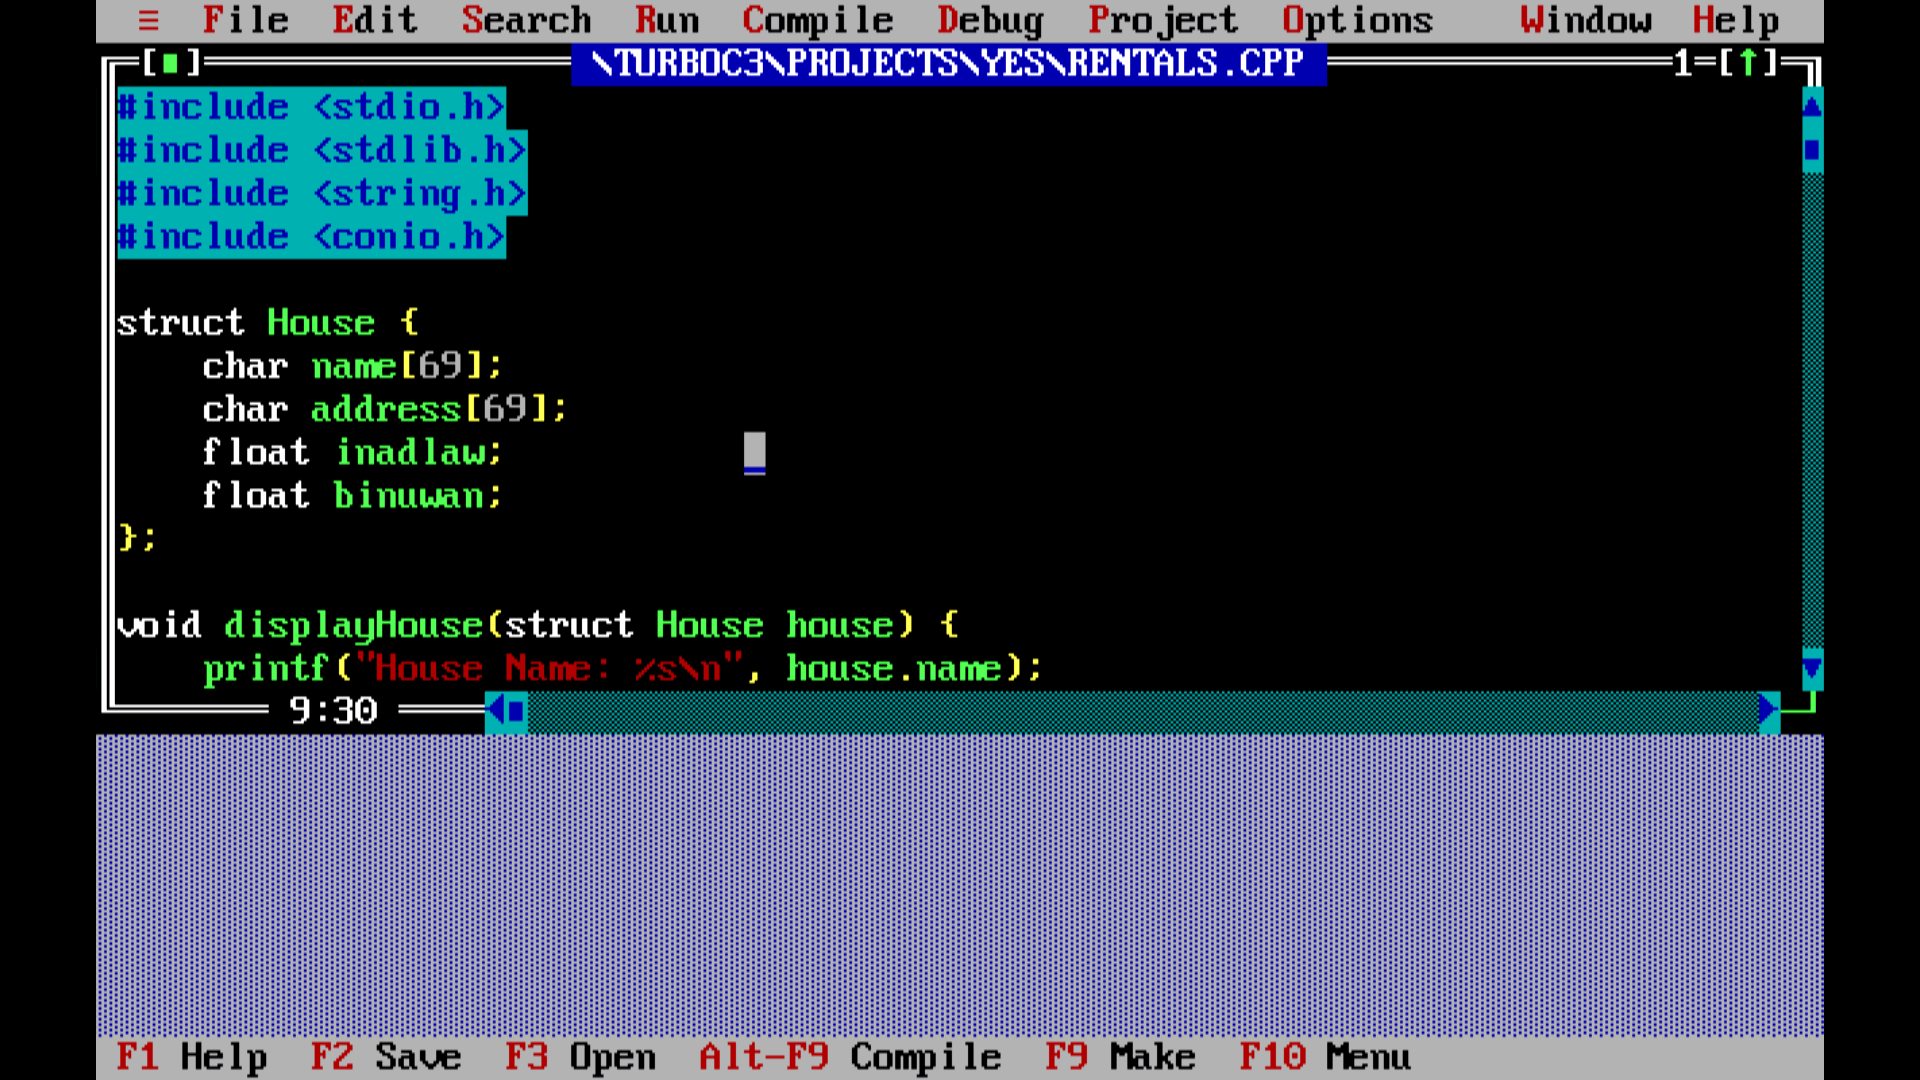 ≡ File Edit Search Run Compile Debug Project Options Window Help
[■] \TURBOC3\PROJECTS\YES\RENTALS.CPP 1=[↑]
#include <stdio.h>
#include <stdlib.h>
#include <string.h>
#include <conio.h>
struct House {
    char name[69];
    char address[69];
    float inadlaw;
    float binuwan;
};
void displayHouse(struct House house) {
    printf("House Name: %s\n", house.name);
9:30
F1 Help F2 Save F3 Open Alt-F9 Compile F9 Make F10 Menu